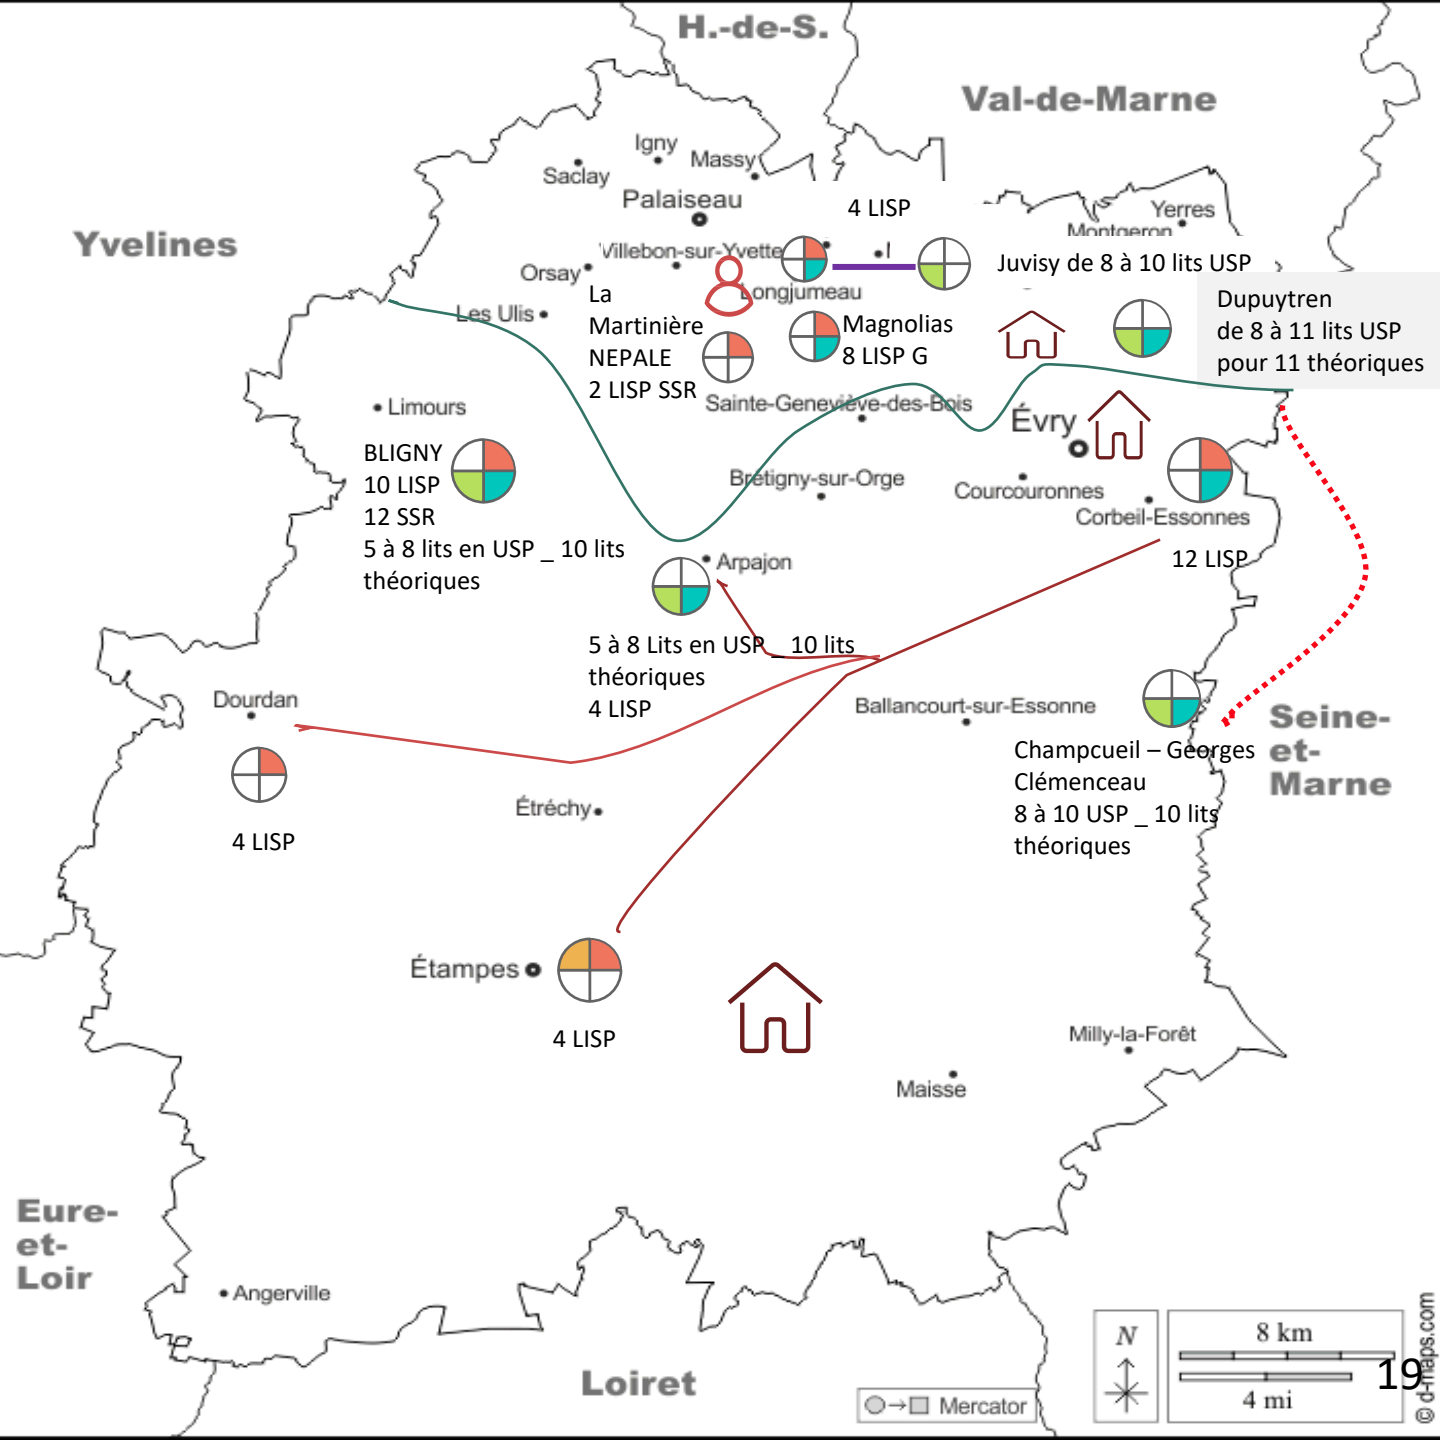 H.-de-S.
Val-de-Marne
Igny
Massy
Saclay
Palaiseau
4 LISP
Yerres
Montgeron
Yvelines
Villebon-sur-Yvette
Orsay
Juvisy de 8 à 10 lits USP
Longjumeau
Les Ulis
La
Martinière
NEPALE
2 LISP SSR
Magnolias
8 LISP G
Dupuytren
de 8 à 11 lits USP
pour 11 théoriques
Limours
Sainte-Geneviève-des-Bois
Évry
BLIGNY
10 LISP
12 SSR
5 à 8 lits en USP _ 10 lits
théoriques
Brétigny-sur-Orge
Courcouronnes
Corbeil-Essonnes
12 LISP
Arpajon
5 à 8 Lits en USP _ 10 lits
théoriques
4 LISP
Dourdan
4 LISP
Ballancourt-sur-Essonne
Seine-
et-
Marne
Champcueil – Georges
Clémenceau
8 à 10 USP _ 10 lits
théoriques
Étréchy
Étampes
4 LISP
Milly-la-Forêt
Maisse
Eure-
et-
Loir
Angerville
Loiret
Mercator
N
8 km
4 mi
19
© d-maps.com